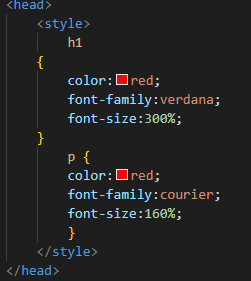 <head>
<style>
h1
{
color:red;
font-family:verdana;
font-size:300%;
}
p {
color:red;
font-family:courier;
font-size:160%;
}
</style>
</head>